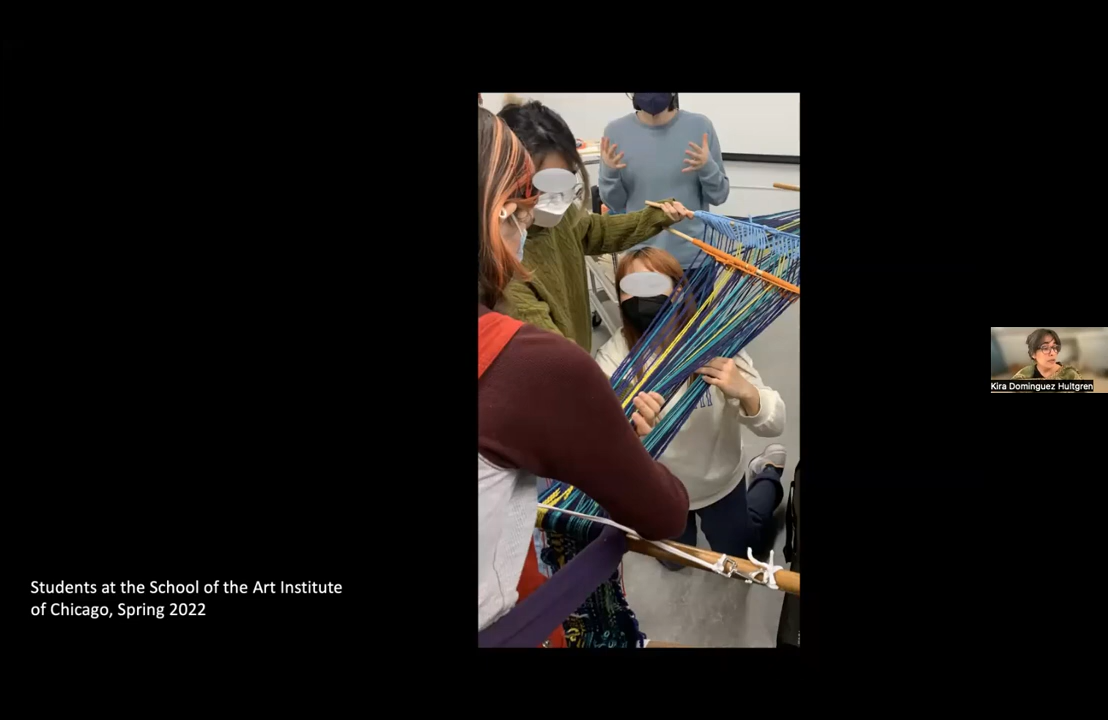 Students at the School of the Art Institute
of Chicago, Spring 2022
Kira Dominguez Hultgren